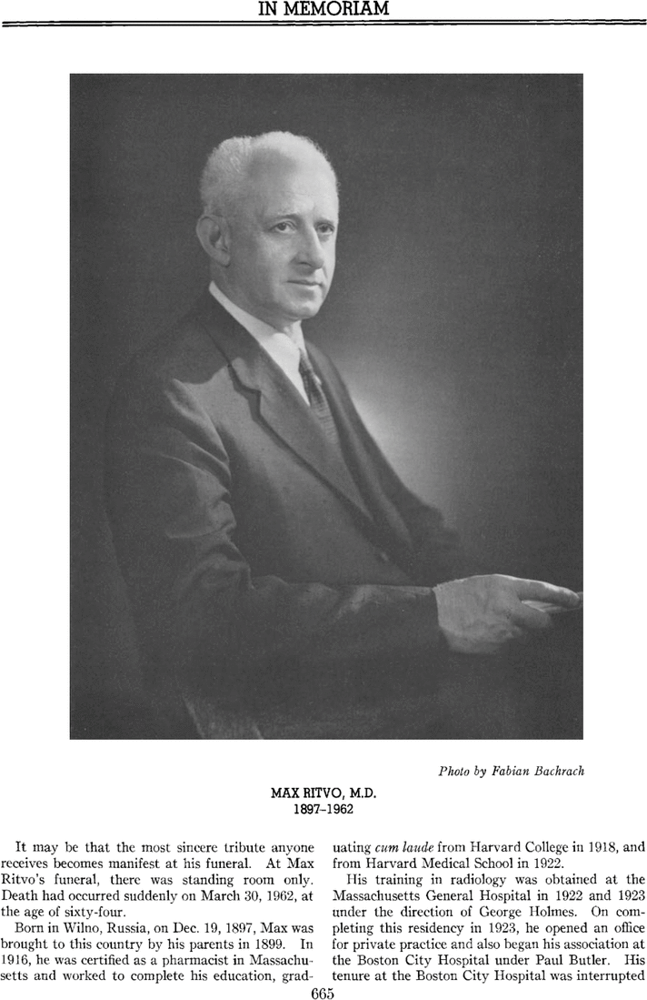 IN MEMORIAM
Photo by Fabian Bachrach
MAX RITVO, M.D.
1897–1962
It may be that the most sincere tribute anyone
receives becomes manifest at his funeral. At Max
Ritvo's funeral, there was standing room only.
Death had occurred suddenly on March 30, 1962, at
the age of sixty-four.
Born in Wilno, Russia, on Dec. 19, 1897, Max was
brought to this country by his parents in 1899. In
1916, he was certified as a pharmacist in Massachu-
setts and worked to complete his education, grad-
uating cum laude from Harvard College in 1918, and
from Harvard Medical School in 1922.
His training in radiology was obtained at the
Massachusetts General Hospital in 1922 and 1923
under the direction of George Holmes. On com-
pleting this residency in 1923, he opened an office
for private practice and also began his association at
the Boston City Hospital under Paul Butler. His
tenure at the Boston City Hospital was interrupted
665